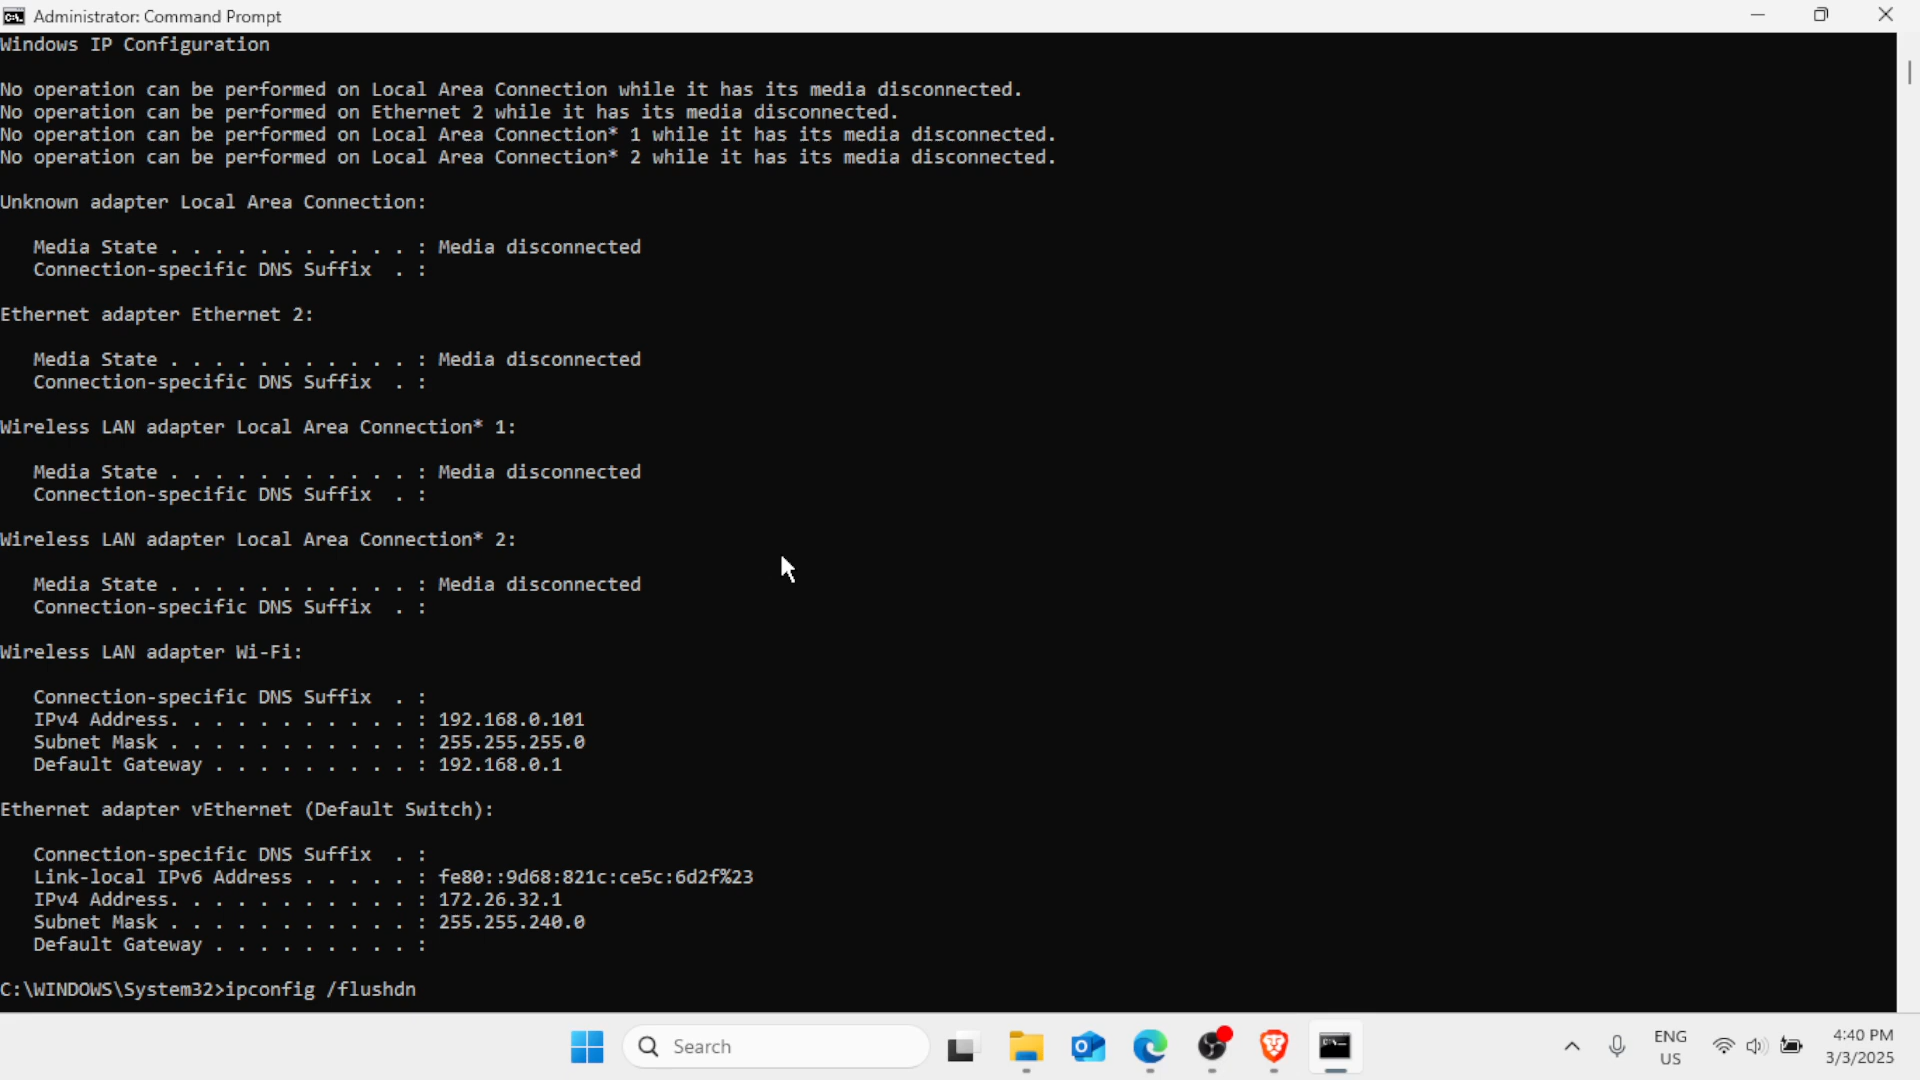 Administrator: Command Prompt
Windows IP Configuration
No operation can be performed on Local Area Connection while it has its media disconnected.
No operation can be performed on Ethernet 2 while it has its media disconnected.
No operation can be performed on Local Area Connection* 1 while it has its media disconnected.
No operation can be performed on Local Area Connection* 2 while it has its media disconnected.
Unknown adapter Local Area Connection:
Media State . . . . . . . . . . . : Media disconnected
Connection-specific DNS Suffix  . :
Ethernet adapter Ethernet 2:
Media State . . . . . . . . . . . : Media disconnected
Connection-specific DNS Suffix  . :
Wireless LAN adapter Local Area Connection* 1:
Media State . . . . . . . . . . . : Media disconnected
Connection-specific DNS Suffix  . :
Wireless LAN adapter Local Area Connection* 2:
Media State . . . . . . . . . . . : Media disconnected
Connection-specific DNS Suffix  . :
Wireless LAN adapter Wi-Fi:
Connection-specific DNS Suffix  . :
IPv4 Address. . . . . . . . . . . : 192.168.0.101
Subnet Mask . . . . . . . . . . . : 255.255.255.0
Default Gateway . . . . . . . . . : 192.168.0.1
Ethernet adapter vEthernet (Default Switch):
Connection-specific DNS Suffix  . :
Link-local IPv6 Address . . . . . : fe80::9d68:821c:ce5c:6d2f%23
IPv4 Address. . . . . . . . . . . : 172.26.32.1
Subnet Mask . . . . . . . . . . . : 255.255.240.0
Default Gateway . . . . . . . . . :
C:\WINDOWS\System32>ipconfig /flushdn
Search
ENG
US
4:40 PM
3/3/2025